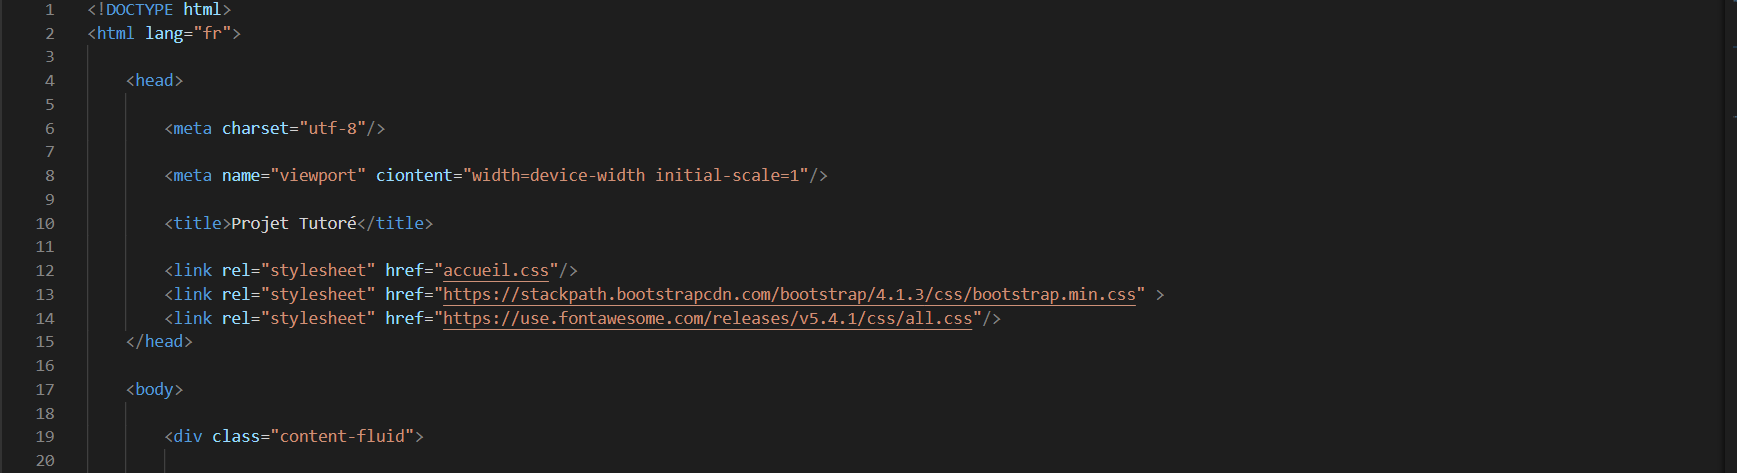 1 <!DOCTYPE html>
2 <html lang="fr">
3
4 <head>
5
6 <meta charset="utf-8"/>
7
8 <meta name="viewport" ciontent="width=device-width initial-scale=1"/>
9
10 <title>Projet Tutoré</title>
11
12 <link rel="stylesheet" href="accueil.css"/>
13 <link rel="stylesheet" href="https://stackpath.bootstrapcdn.com/bootstrap/4.1.3/css/bootstrap.min.css" >
14 <link rel="stylesheet" href="https://use.fontawesome.com/releases/v5.4.1/css/all.css"/>
15 </head>
16
17 <body>
18
19 <div class="content-fluid">
20